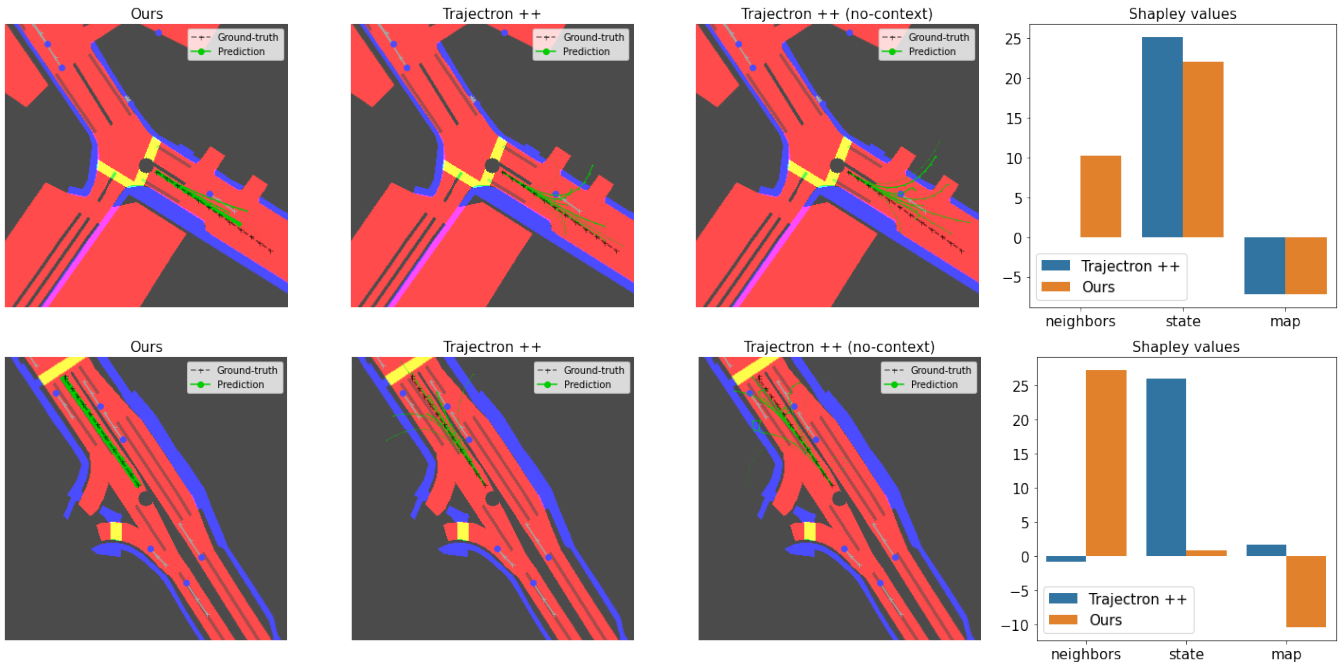 Ours
Ground-truth
Prediction
Trajectron ++
Ground-truth
Prediction
Trajectron ++ (no-context)
Ground-truth
Prediction
Shapley values
25
20
15
10
5
0
−5
Trajectron ++
Ours
neighbors state map
Ours
Ground-truth
Prediction
Trajectron ++
Ground-truth
Prediction
Trajectron ++ (no-context)
Ground-truth
Prediction
Shapley values
25
20
15
10
5
0
−5
−10
Trajectron ++
Ours
neighbors state map